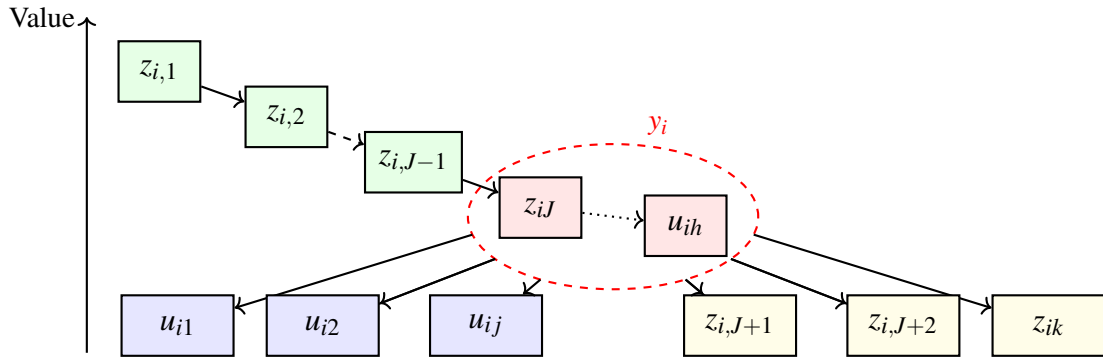 Value
z_{i,1}
z_{i,2}
z_{i,J−1}
y_i
z_{iJ}
u_{ih}
u_{i1}
u_{i2}
u_{ij}
z_{i,J+1}
z_{i,J+2}
z_{ik}